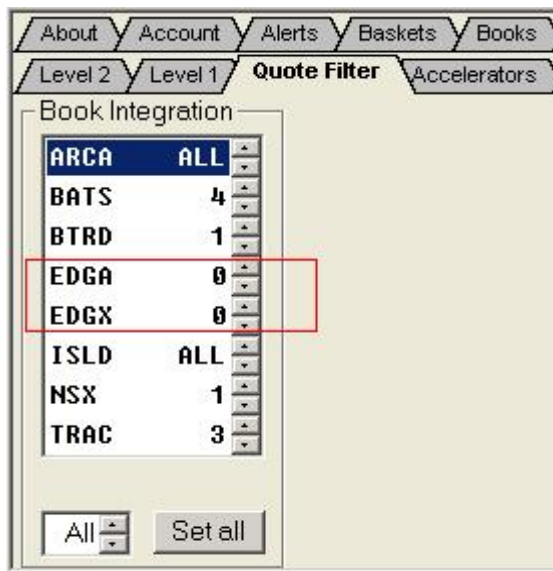 About Account Alerts Baskets Books
Level 2 Level 1 Quote Filter Accelerators
Book Integration
ARCA ALL
BATS 4
BTRD 1
EDGA 0
EDGX 0
ISLD ALL
NSX 1
TRAC 3
All Set all